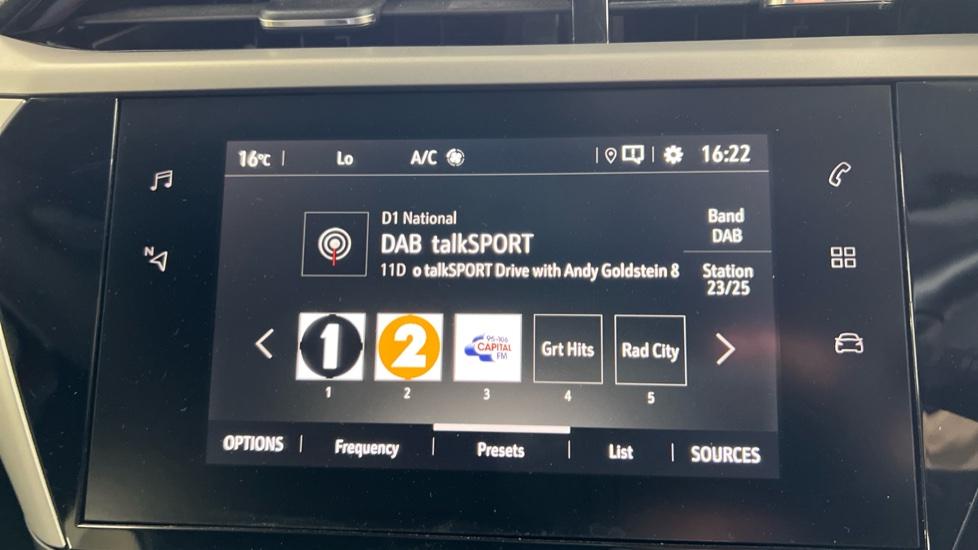 16°C Lo A/C 16:22
N
D1 National
DAB talkSPORT
11D o talkSPORT Drive with Andy Goldstein &
Band
DAB
Station
23/25
1 2 95-106 CAPITAL FM Grt Hits Rad City
1 2 3 4 5
OPTIONS Frequency Presets List SOURCES